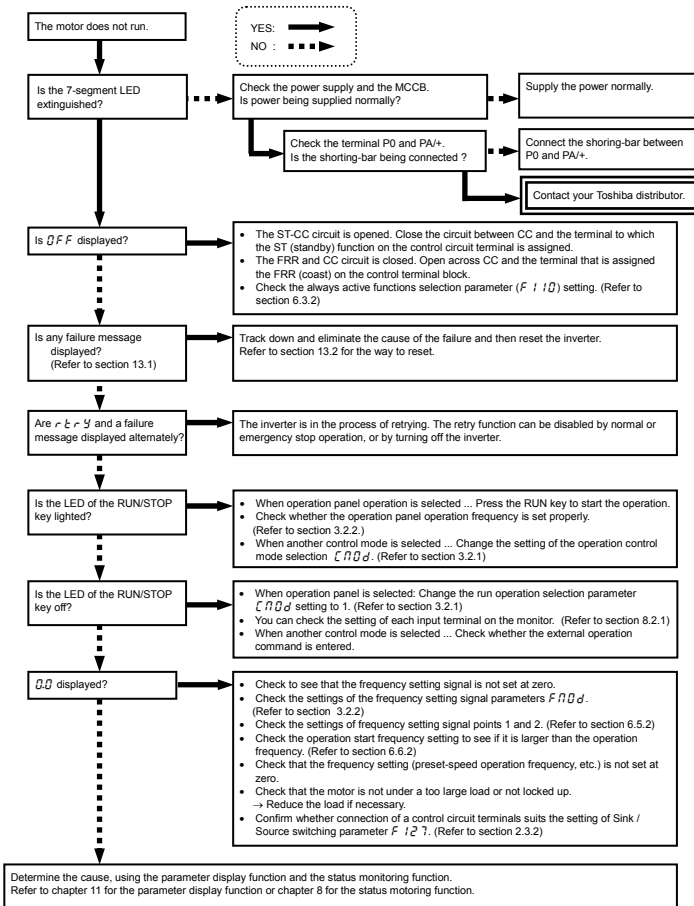 The motor does not run.
YES:
NO :
Is the 7-segment LED
extinguished?
Check the power supply and the MCCB.
Is power being supplied normally?
Supply the power normally.
Check the terminal P0 and PA/+.
Is the shorting-bar being connected ?
Connect the shoring-bar between
P0 and PA/+.
Contact your Toshiba distributor.
Is OFF displayed?
• The ST-CC circuit is opened. Close the circuit between CC and the terminal to which
the ST (standby) function on the control circuit terminal is assigned.
• The FRR and CC circuit is closed. Open across CC and the terminal that is assigned
the FRR (coast) on the control terminal block.
• Check the always active functions selection parameter (F110) setting. (Refer to
section 6.3.2)
Is any failure message
displayed?
(Refer to section 13.1)
Track down and eliminate the cause of the failure and then reset the inverter.
Refer to section 13.2 for the way to reset.
Are rtrY and a failure
message displayed alternately?
The inverter is in the process of retrying. The retry function can be disabled by normal or
emergency stop operation, or by turning off the inverter.
Is the LED of the RUN/STOP
key lighted?
• When operation panel operation is selected ... Press the RUN key to start the operation.
• Check whether the operation panel operation frequency is set properly.
(Refer to section 3.2.2.)
• When another control mode is selected ... Change the setting of the operation control
mode selection CMOd. (Refer to section 3.2.1)
Is the LED of the RUN/STOP
key off?
• When operation panel is selected: Change the run operation selection parameter
CMOd setting to 1. (Refer to section 3.2.1)
• You can check the setting of each input terminal on the monitor. (Refer to section 8.2.1)
• When another control mode is selected ... Check whether the external operation
command is entered.
0.0 displayed?
• Check to see that the frequency setting signal is not set at zero.
• Check the settings of the frequency setting signal parameters FMOd.
(Refer to section 3.2.2)
• Check the settings of frequency setting signal points 1 and 2. (Refer to section 6.5.2)
• Check the operation start frequency setting to see if it is larger than the operation
frequency. (Refer to section 6.6.2)
• Check that the frequency setting (preset-speed operation frequency, etc.) is not set at
zero.
• Check that the motor is not under a too large load or not locked up.
→ Reduce the load if necessary.
• Confirm whether connection of a control circuit terminals suits the setting of Sink /
Source switching parameter F127. (Refer to section 2.3.2)
Determine the cause, using the parameter display function and the status monitoring function.
Refer to chapter 11 for the parameter display function or chapter 8 for the status motoring function.